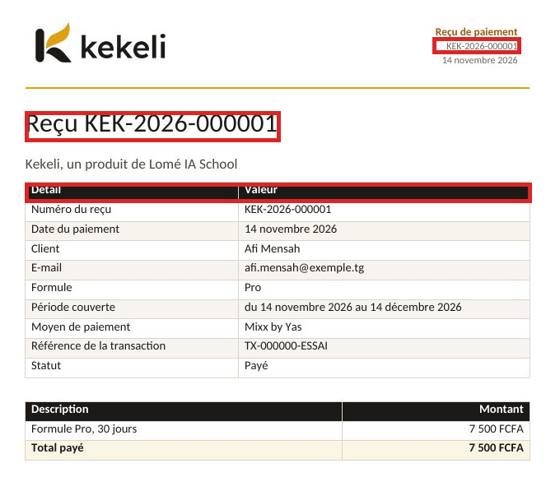 kekeli
Reçu de paiement
KEK-2026-000001
14 novembre 2026
Reçu KEK-2026-000001
Kekeli, un produit de Lomé IA School
Détail Valeur
Numéro du reçu KEK-2026-000001
Date du paiement 14 novembre 2026
Client Afi Mensah
E-mail afi.mensah@exemple.tg
Formule Pro
Période couverte du 14 novembre 2026 au 14 décembre 2026
Moyen de paiement Mixx by Yas
Référence de la transaction TX-000000-ESSAI
Statut Payé
Description Montant
Formule Pro, 30 jours 7 500 FCFA
Total payé 7 500 FCFA